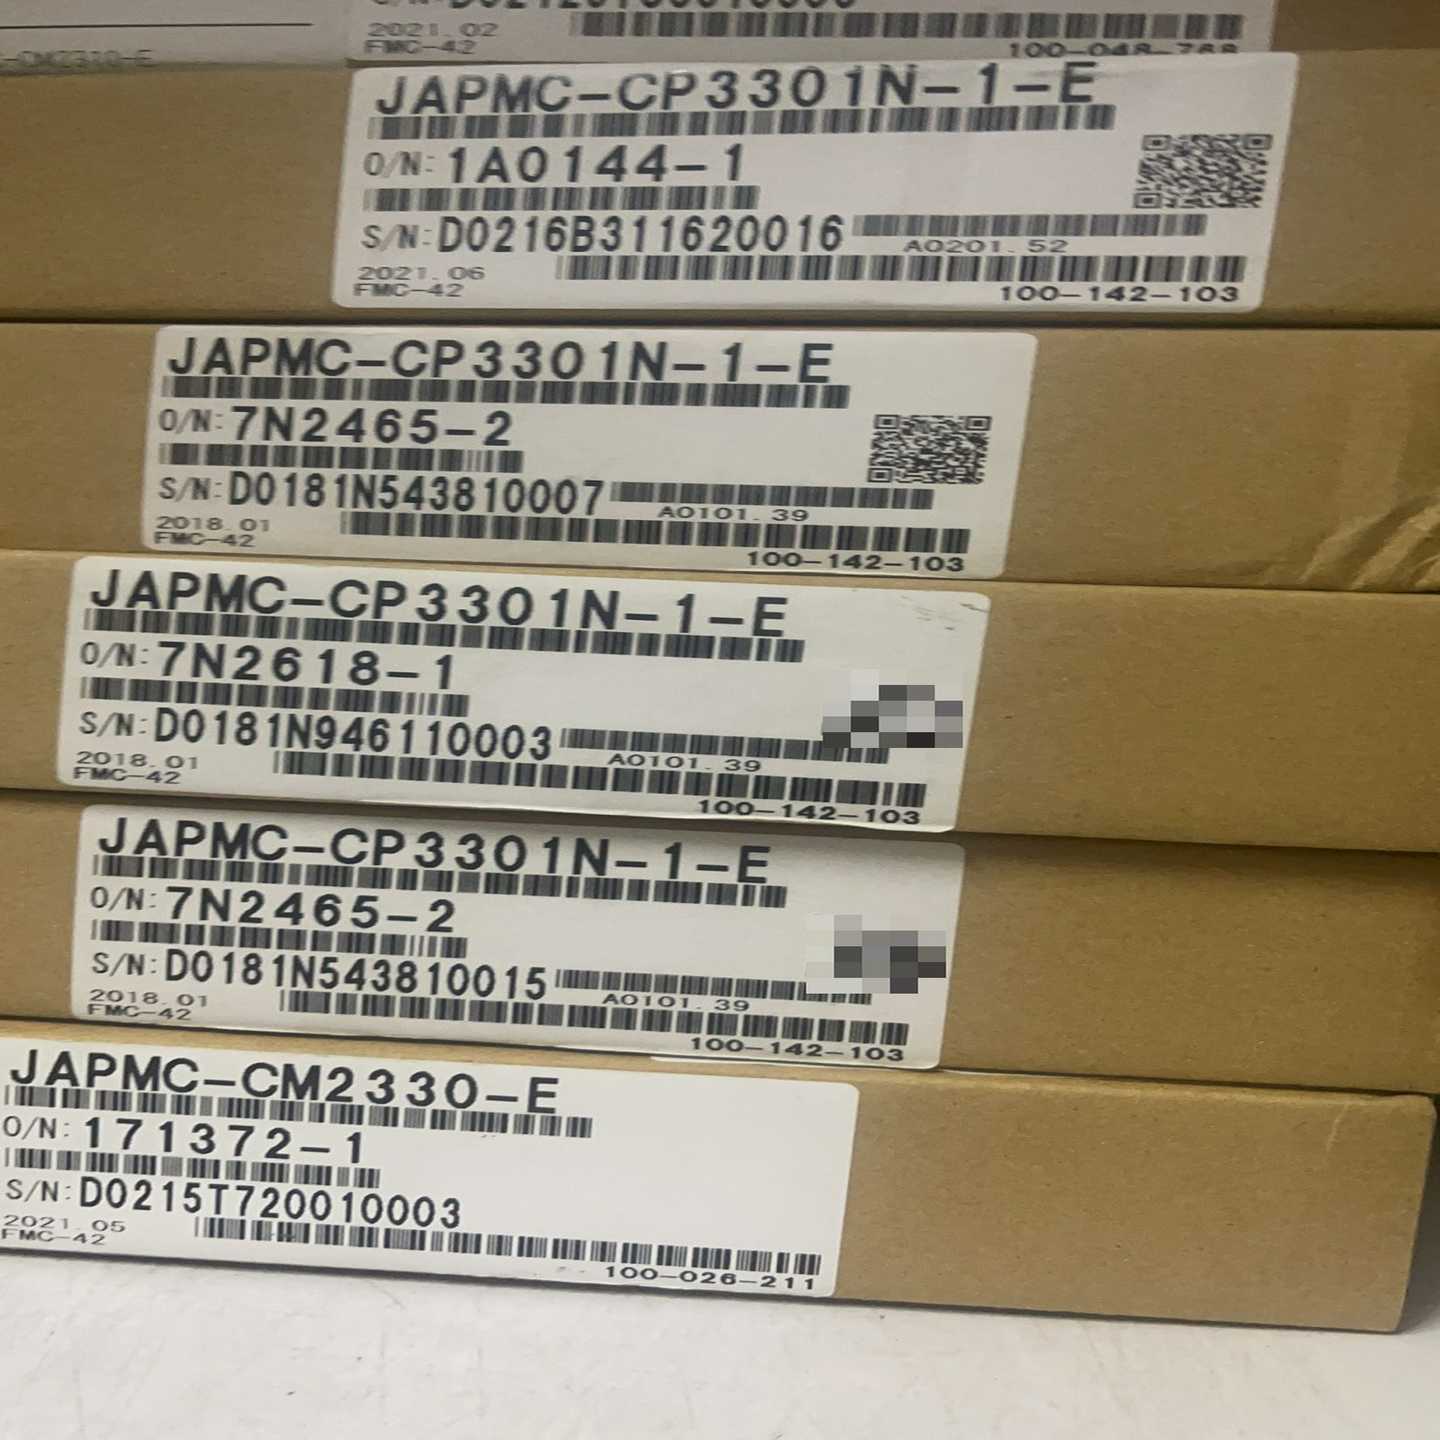 2021.02
FMC-42
100-048-768
JAPMC-CP3301N-1-E
O/N: 1A0144-1
S/N: D0216B311620016
A0201.52
2021.06
FMC-42
100-142-103
JAPMC-CP3301N-1-E
O/N: 7N2465-2
S/N: D0181N543810007
A0101.39
2018.01
FMC-42
100-142-103
JAPMC-CP3301N-1-E
O/N: 7N2618-1
S/N: D0181N946110003
A0101.39
2018.01
FMC-42
100-142-103
JAPMC-CP3301N-1-E
O/N: 7N2465-2
S/N: D0181N543810015
A0101.39
2018.01
FMC-42
100-142-103
JAPMC-CM2330-E
O/N: 171372-1
S/N: D0215T720010003
2021.05
FMC-42
100-026-211